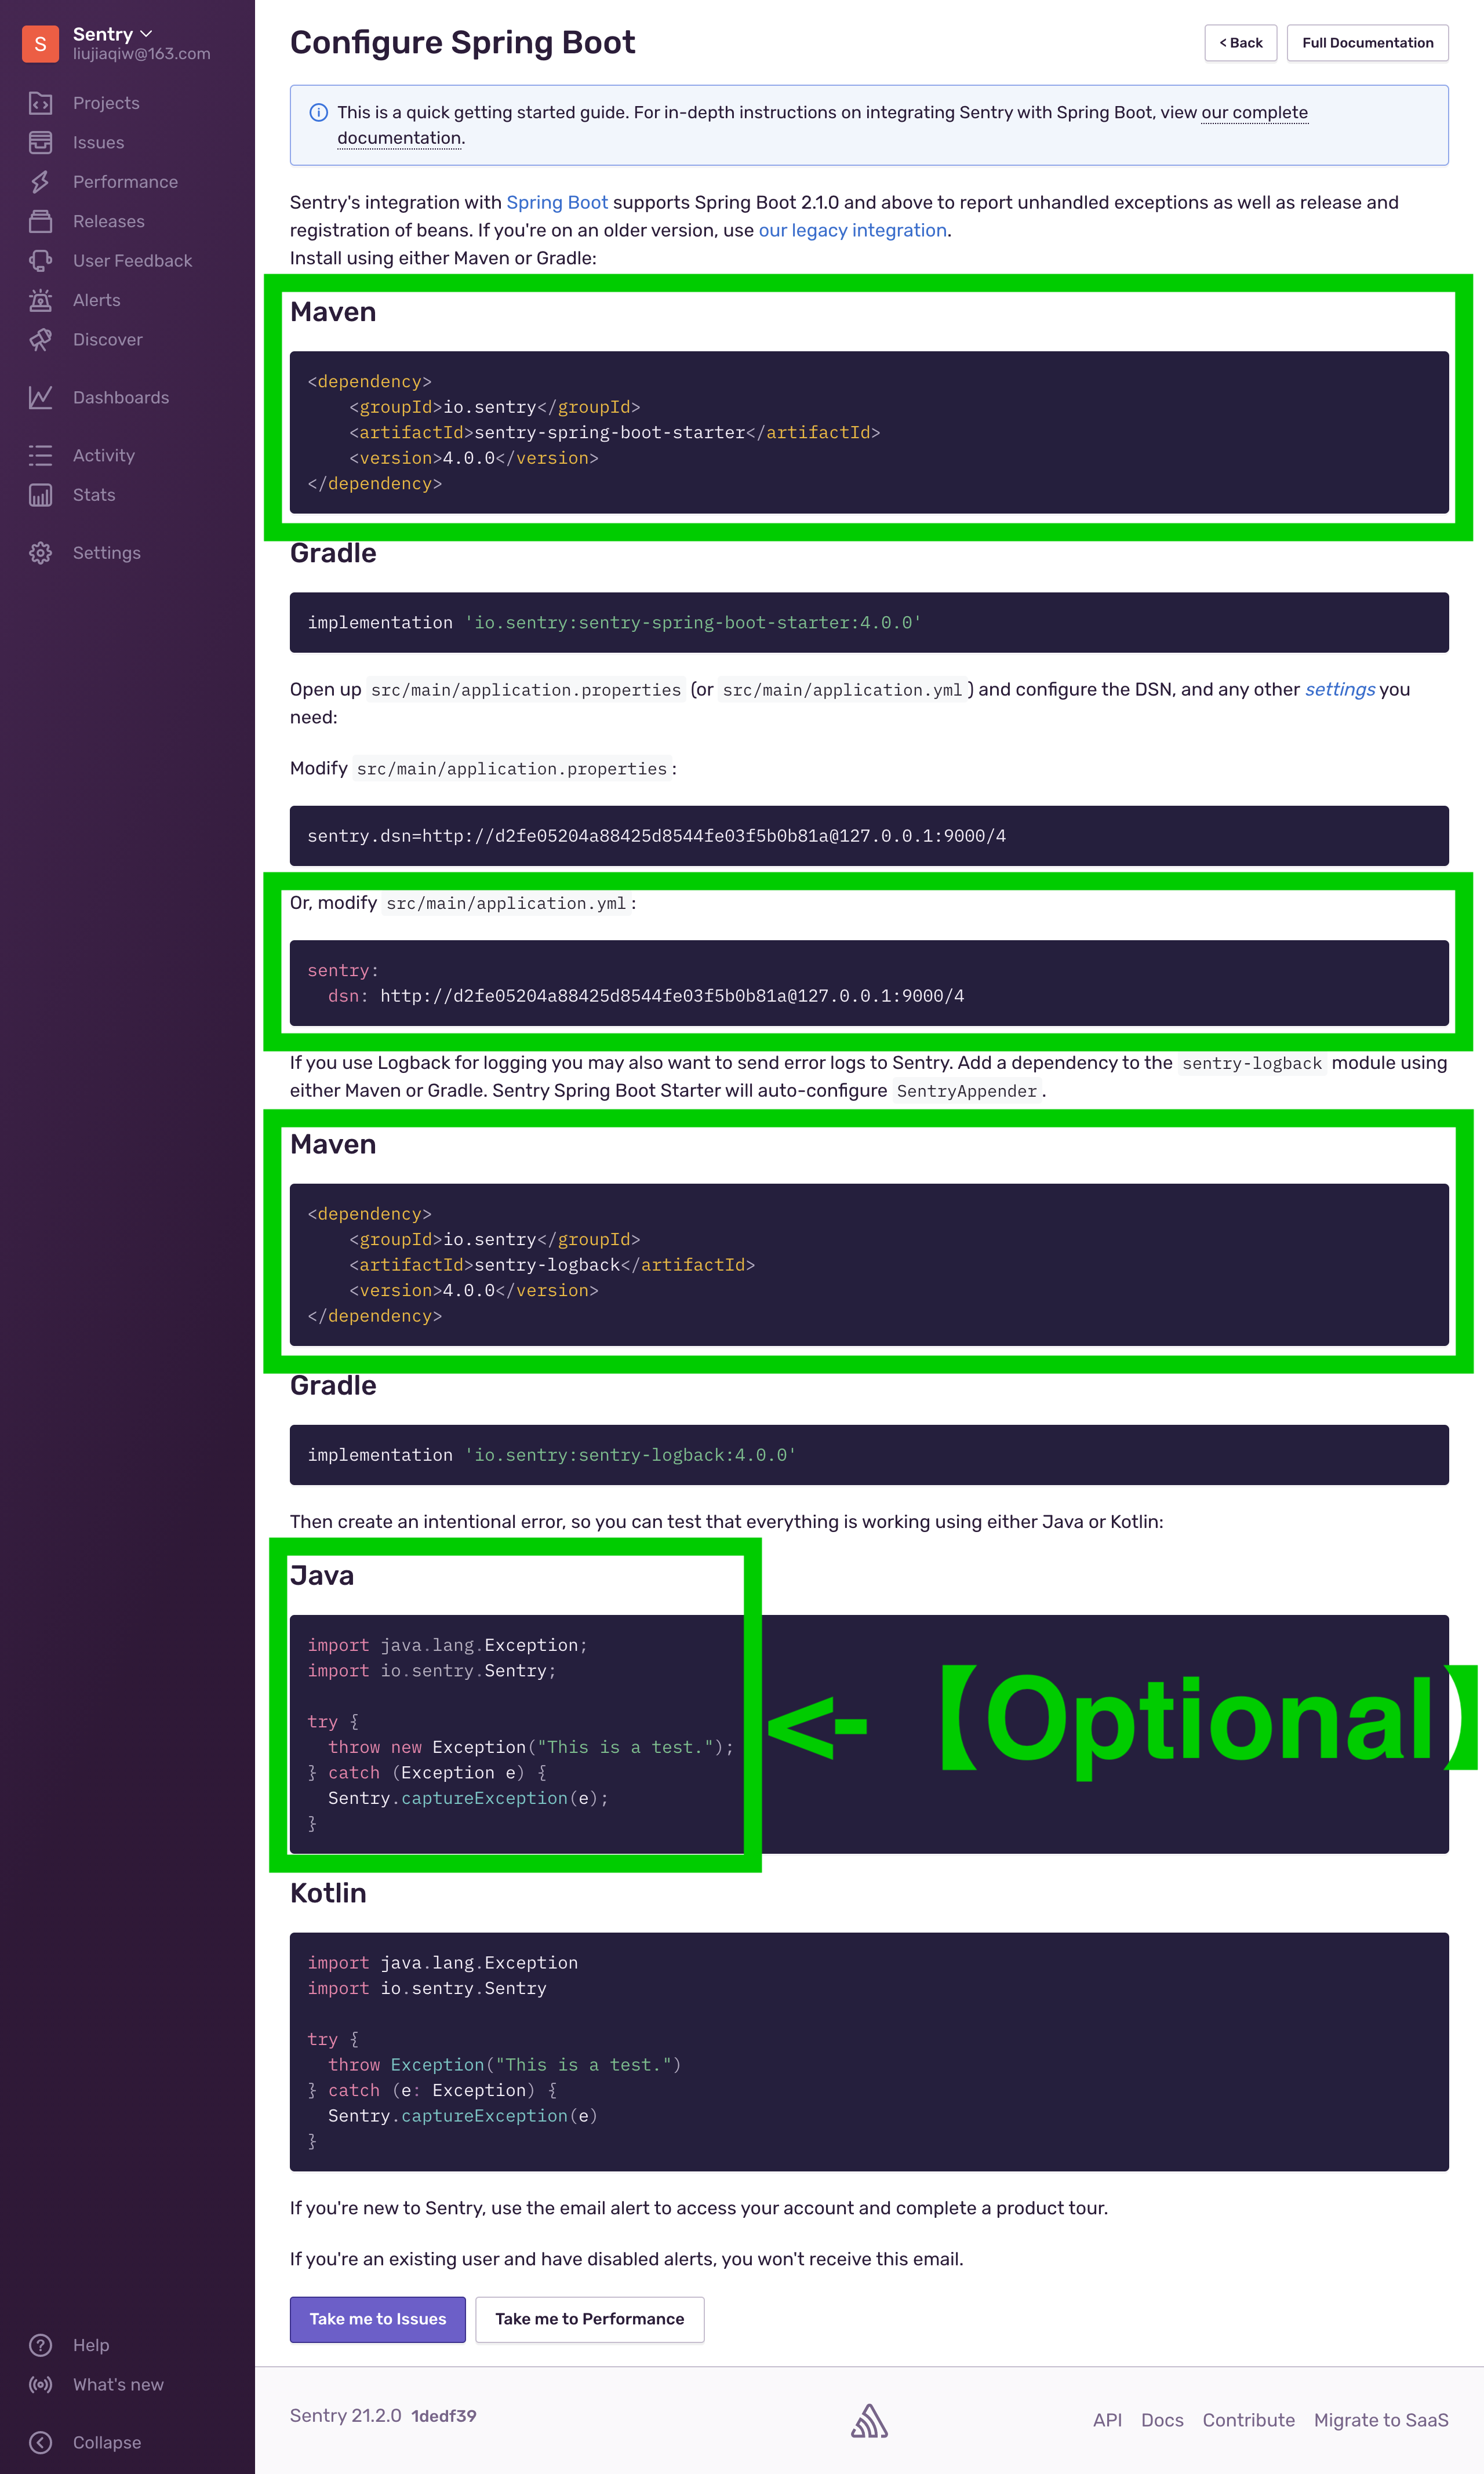 S
Sentry
liujiaqiw@163.com
Projects
Issues
Performance
Releases
User Feedback
Alerts
Discover
Dashboards
Activity
Stats
Settings
Help
What's new
Collapse
Configure Spring Boot
< Back
Full Documentation
This is a quick getting started guide. For in-depth instructions on integrating Sentry with Spring Boot, view our complete
documentation.
Sentry's integration with Spring Boot supports Spring Boot 2.1.0 and above to report unhandled exceptions as well as release and
registration of beans. If you're on an older version, use our legacy integration.
Install using either Maven or Gradle:
Maven
<dependency>
    <groupId>io.sentry</groupId>
    <artifactId>sentry-spring-boot-starter</artifactId>
    <version>4.0.0</version>
</dependency>
Gradle
implementation 'io.sentry:sentry-spring-boot-starter:4.0.0'
Open up src/main/application.properties (or src/main/application.yml ) and configure the DSN, and any other settings you
need:
Modify src/main/application.properties :
sentry.dsn=http://d2fe05204a88425d8544fe03f5b0b81a@127.0.0.1:9000/4
Or, modify src/main/application.yml :
sentry:
  dsn: http://d2fe05204a88425d8544fe03f5b0b81a@127.0.0.1:9000/4
If you use Logback for logging you may also want to send error logs to Sentry. Add a dependency to the sentry-logback module using
either Maven or Gradle. Sentry Spring Boot Starter will auto-configure SentryAppender .
Maven
<dependency>
    <groupId>io.sentry</groupId>
    <artifactId>sentry-logback</artifactId>
    <version>4.0.0</version>
</dependency>
Gradle
implementation 'io.sentry:sentry-logback:4.0.0'
Then create an intentional error, so you can test that everything is working using either Java or Kotlin:
Java
import java.lang.Exception;
import io.sentry.Sentry;
try {
  throw new Exception("This is a test.");
} catch (Exception e) {
  Sentry.captureException(e);
}
<-【Optional】
Kotlin
import java.lang.Exception
import io.sentry.Sentry
try {
  throw Exception("This is a test.")
} catch (e: Exception) {
  Sentry.captureException(e)
}
If you're new to Sentry, use the email alert to access your account and complete a product tour.
If you're an existing user and have disabled alerts, you won't receive this email.
Take me to Issues
Take me to Performance
Sentry 21.2.0 1dedf39
API Docs Contribute Migrate to SaaS